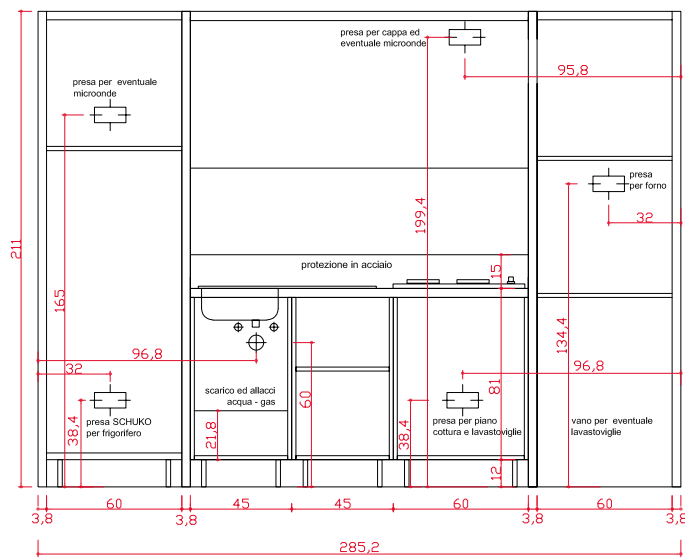 presa per cappa ed
eventuale microonde
95,8
presa per eventuale
microonde
presa
per forno
32
199,4
211
165
protezione in acciaio
15
134,4
96,8
32
96,8
81
scarico ed allacci
acqua - gas
60
38,4
presa SCHUKO
per frigorifero
21,8
38,4
presa per piano
cottura e lavastoviglie
vano per eventuale
lavastoviglie
12
3,8
60
3,8
45
45
60
3,8
60
3,8
285,2